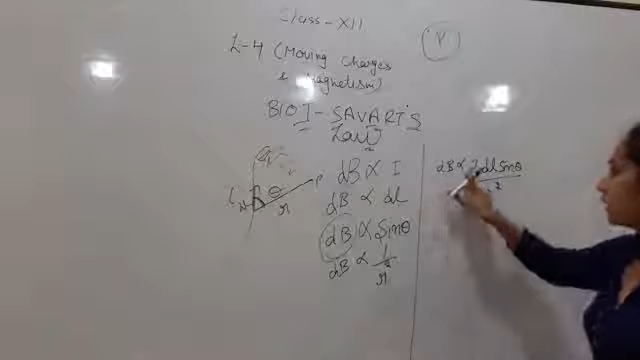 Class - XII
L-4 (Moving Charges
& Magnetism)
BIOT-SAVART'S
Law
θ
P
r
dB ∝ I
dB ∝ dl
dB ∝ Sinθ
dB ∝ 1/r²
dB ∝ I dl Sinθ
r²